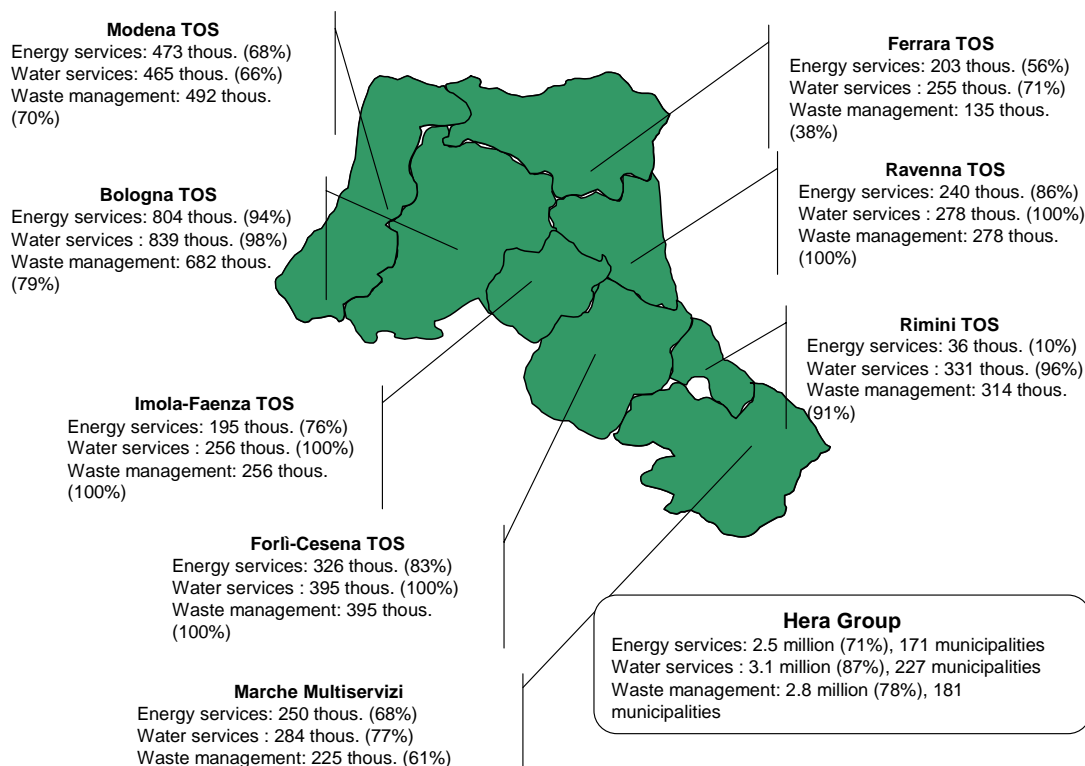 Modena TOS
Energy services: 473 thous. (68%)
Water services: 465 thous. (66%)
Waste management: 492 thous.
(70%)
Ferrara TOS
Energy services: 203 thous. (56%)
Water services : 255 thous. (71%)
Waste management: 135 thous.
(38%)
Bologna TOS
Energy services: 804 thous. (94%)
Water services : 839 thous. (98%)
Waste management: 682 thous.
(79%)
Ravenna TOS
Energy services: 240 thous. (86%)
Water services : 278 thous. (100%)
Waste management: 278 thous.
(100%)
Rimini TOS
Energy services: 36 thous. (10%)
Water services : 331 thous. (96%)
Waste management: 314 thous.
(91%)
Imola-Faenza TOS
Energy services: 195 thous. (76%)
Water services : 256 thous. (100%)
Waste management: 256 thous.
(100%)
Forlì-Cesena TOS
Energy services: 326 thous. (83%)
Water services : 395 thous. (100%)
Waste management: 395 thous.
(100%)
Hera Group
Energy services: 2.5 million (71%), 171 municipalities
Water services : 3.1 million (87%), 227 municipalities
Waste management: 2.8 million (78%), 181
municipalities
Marche Multiservizi
Energy services: 250 thous. (68%)
Water services : 284 thous. (77%)
Waste management: 225 thous. (61%)